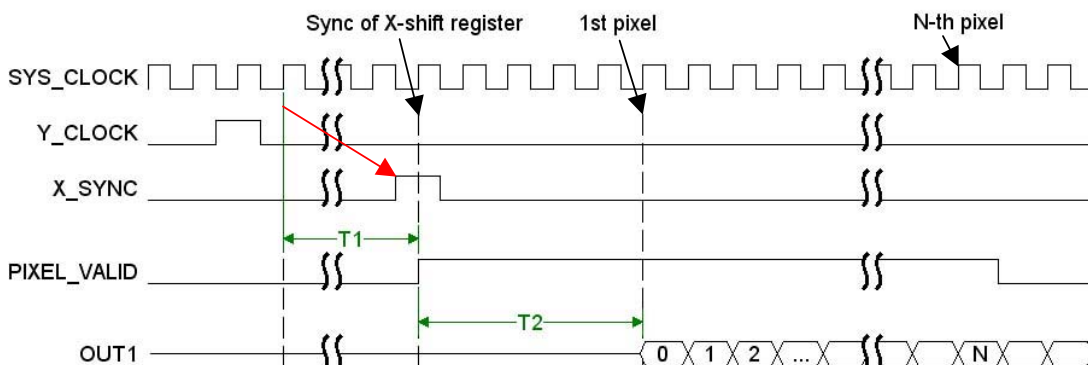 Sync of X-shift register
1st pixel
N-th pixel
SYS_CLOCK
Y_CLOCK
X_SYNC
T1
PIXEL_VALID
T2
OUT1
0 1 2 ... N